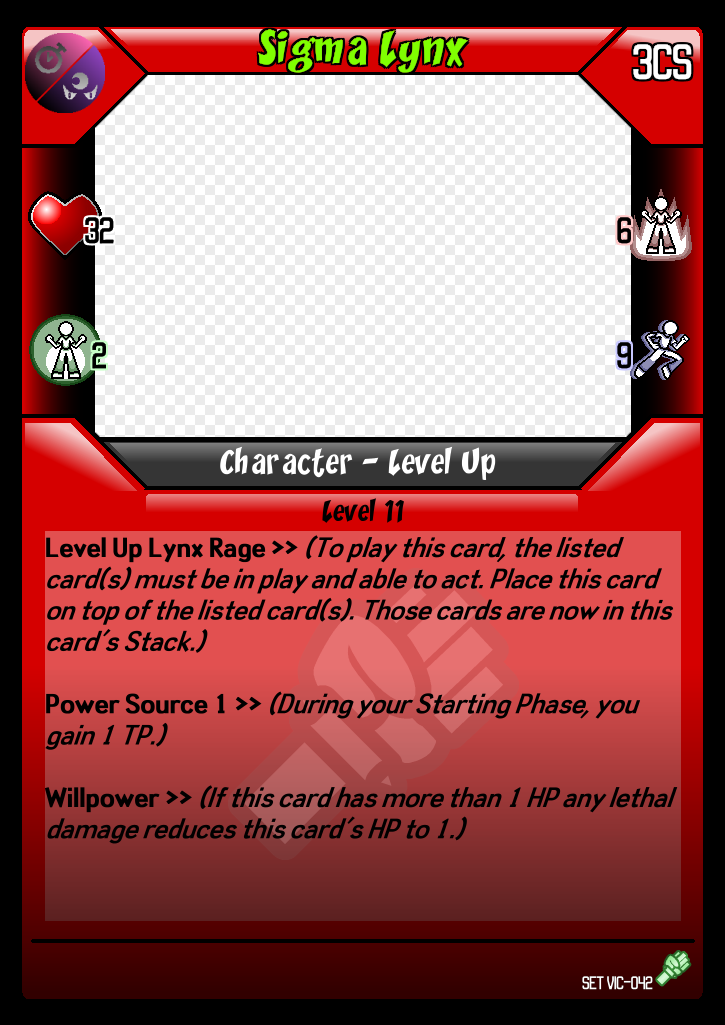 Sigma Lynx
3CS
32
6
2
9
Character - Level Up
Level 11
Level Up Lynx Rage >> (To play this card, the listed
card(s) must be in play and able to act. Place this card
on top of the listed card(s). Those cards are now in this
card's Stack.)
Power Source 1 >> (During your Starting Phase, you
gain 1 TP.)
Willpower >> (If this card has more than 1 HP any lethal
damage reduces this card's HP to 1.)
SET VIC-042